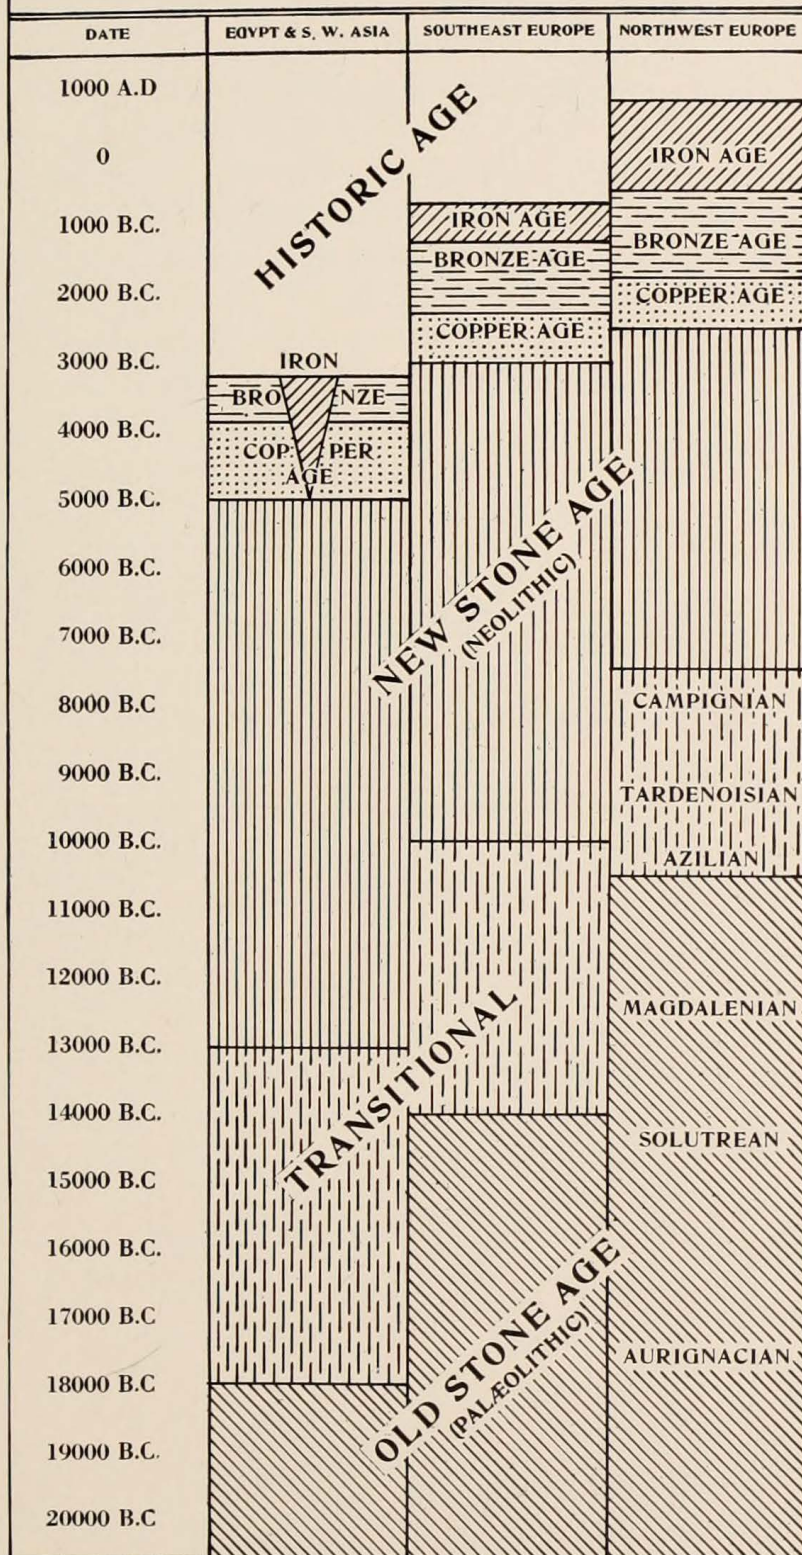 DATE
EGYPT & S. W. ASIA
SOUTHEAST EUROPE
NORTHWEST EUROPE
1000 A.D
0
1000 B.C.
2000 B.C.
3000 B.C.
4000 B.C.
5000 B.C.
6000 B.C.
7000 B.C.
8000 B.C
9000 B.C.
10000 B.C.
11000 B.C.
12000 B.C.
13000 B.C.
14000 B.C.
15000 B.C
16000 B.C.
17000 B.C
18000 B.C
19000 B.C.
20000 B.C
HISTORIC AGE
IRON
BRONZE
COPPER
AGE
IRON AGE
BRONZE-AGE
COPPER AGE
IRON AGE
BRONZE AGE
COPPER AGE
NEW STONE AGE
(NEOLITHIC)
CAMPIGNIAN
TARDENOISIAN
AZILIAN
TRANSITIONAL
MAGDALENIAN
SOLUTREAN
AURIGNACIAN
OLD STONE AGE
(PALÆOLITHIC)